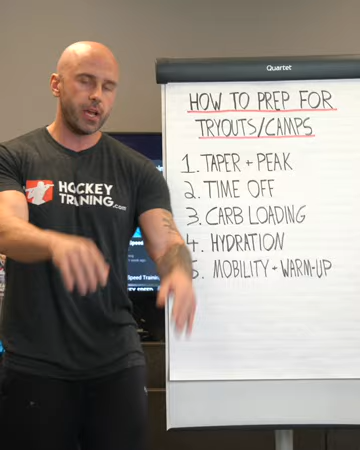 Quartet
HOW TO PREP FOR
TRYOUTS/CAMPS
1. TAPER + PEAK
2. TIME OFF
3. CARB LOADING
4. HYDRATION
5. MOBILITY + WARM-UP
HOCKEY
TRAINING.com
Speed Training